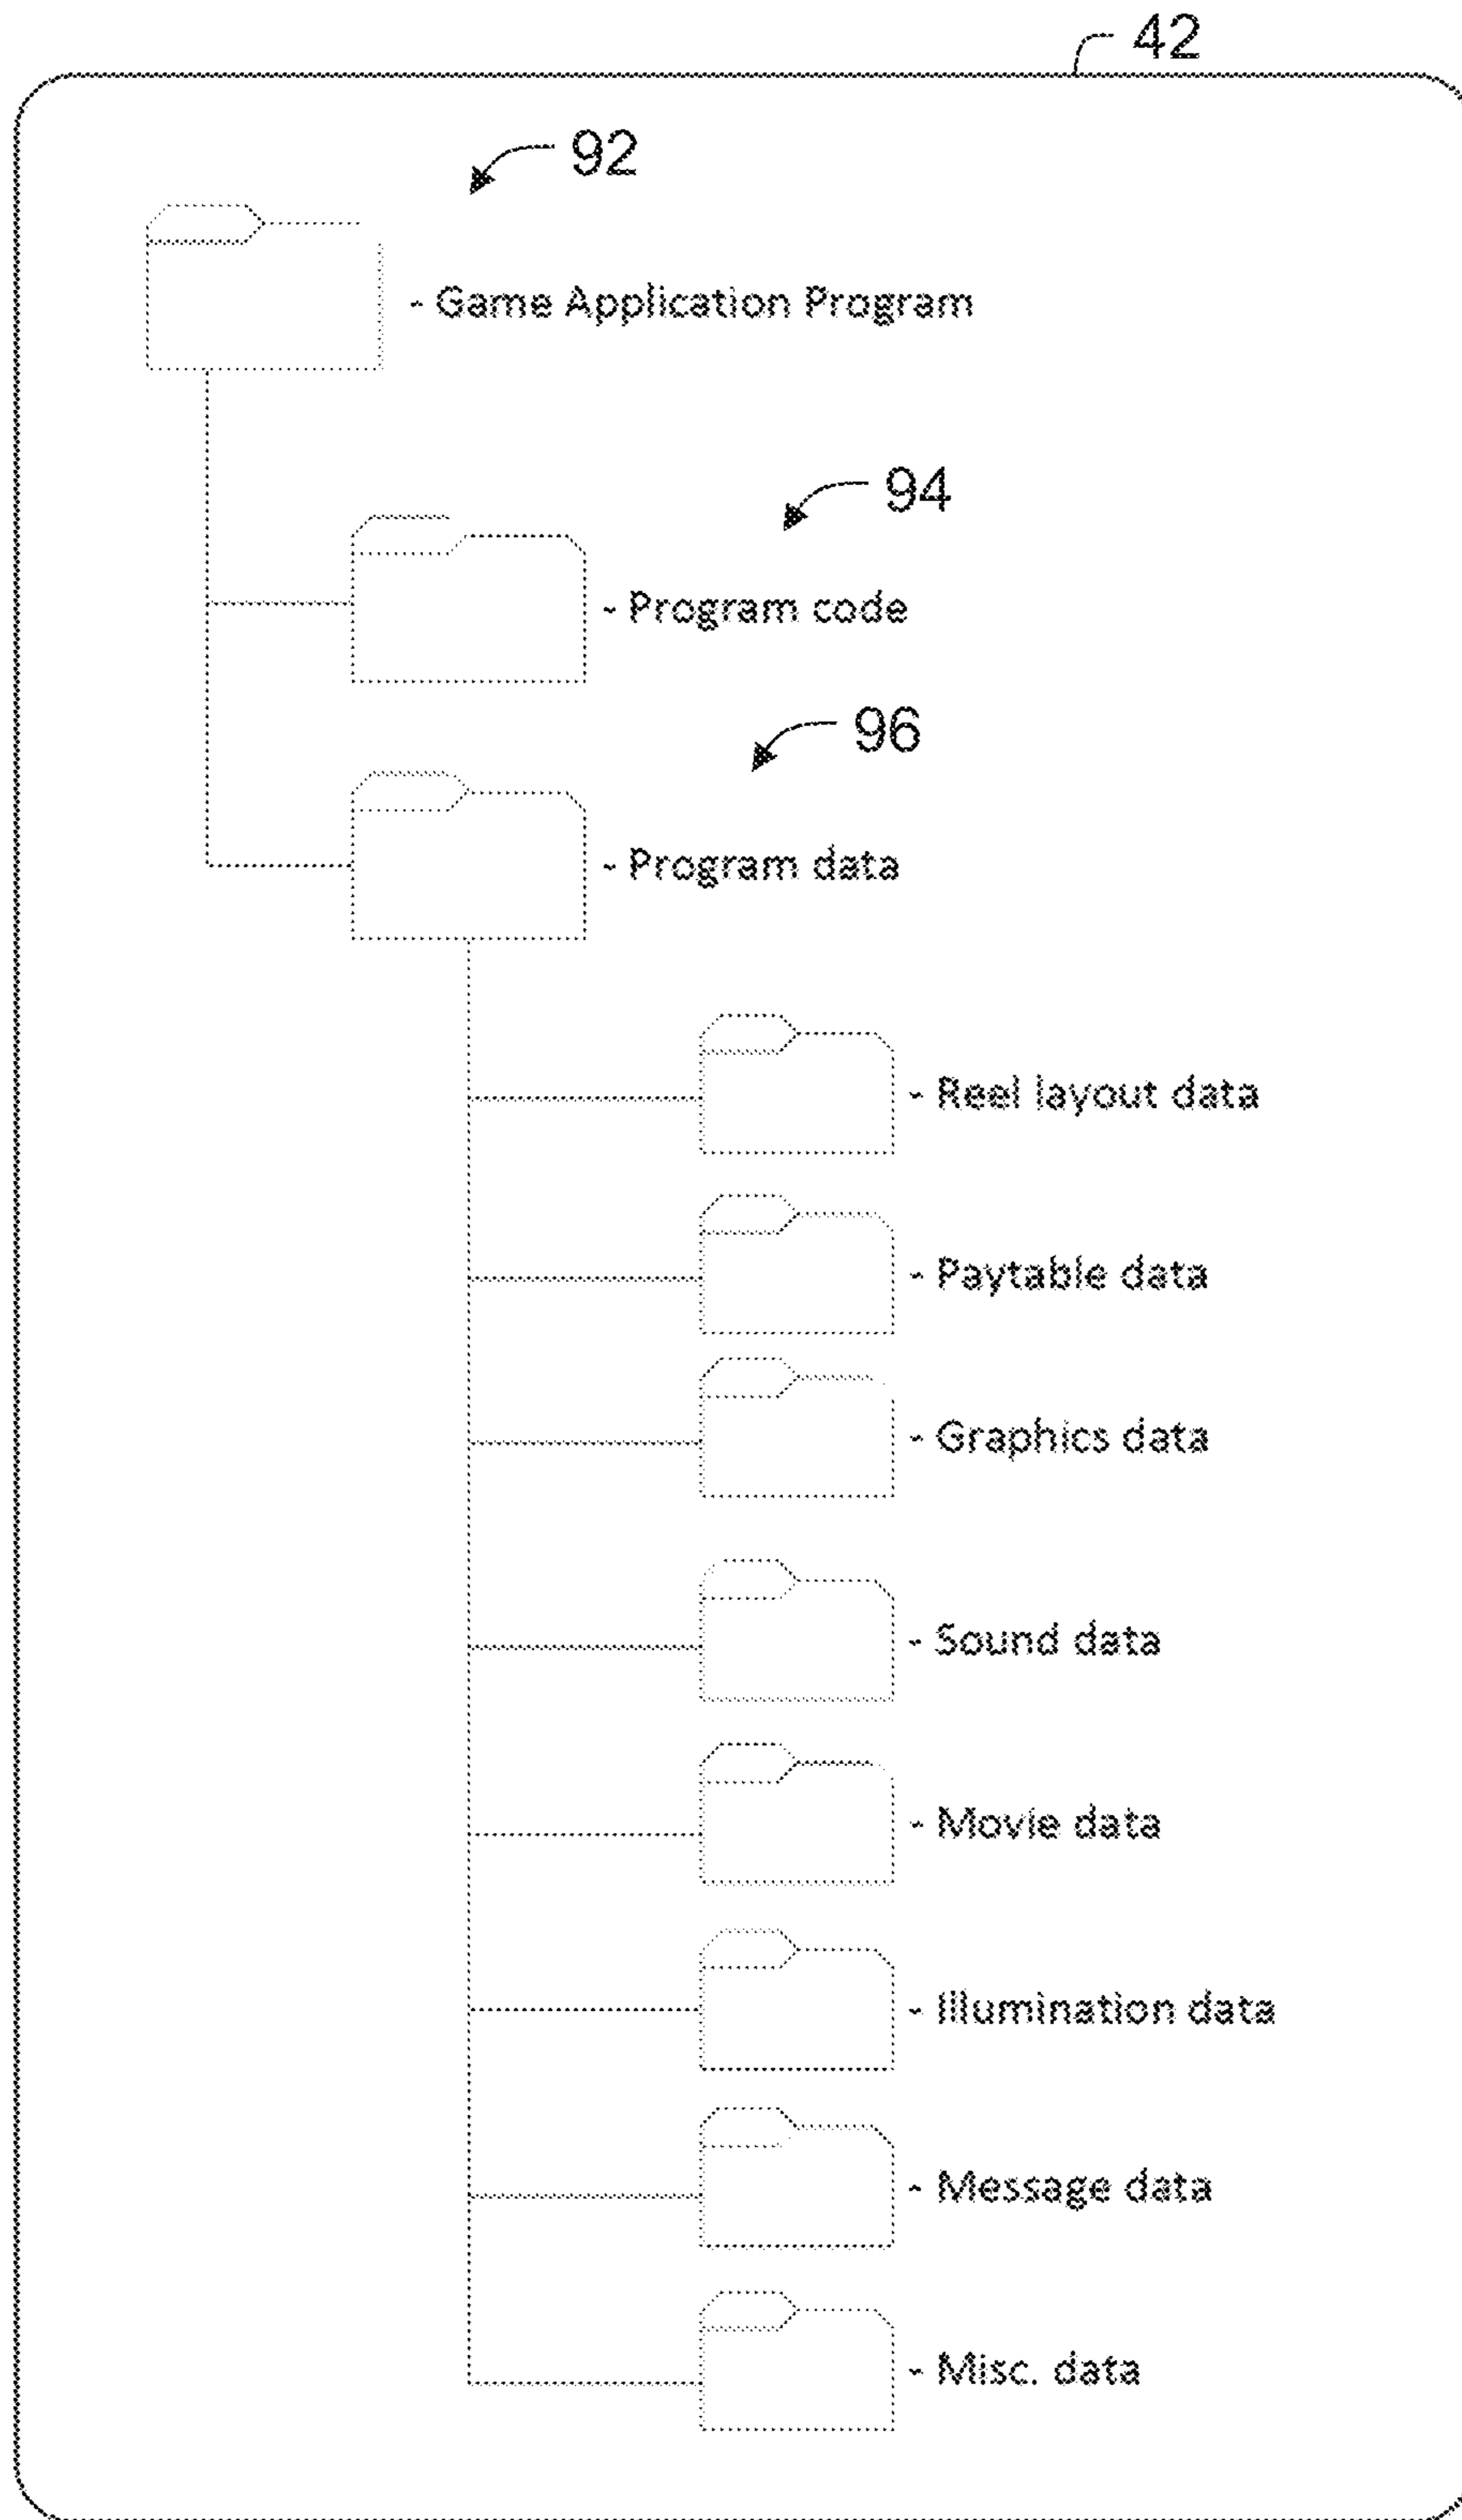 42
92
- Game Application Program
94
- Program code
96
- Program data
- Reel layout data
- Paytable data
- Graphics data
- Sound data
- Movie data
- Illumination data
- Message data
- Misc. data